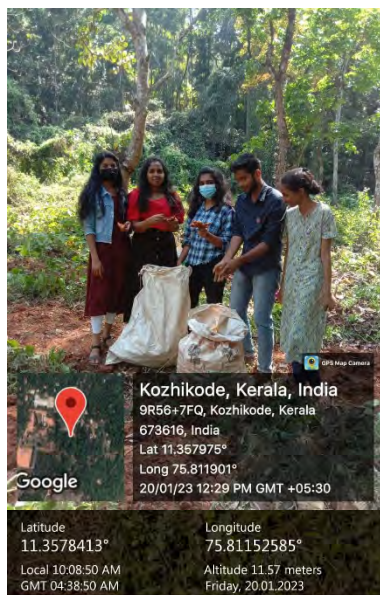 GPS Map Camera
Kozhikode, Kerala, India
9R56+7FQ, Kozhikode, Kerala
673616, India
Lat 11.357975°
Long 75.811901°
20/01/23 12:29 PM GMT +05:30
Google
Latitude
11.3578413°
Longitude
75.81152585°
Local 10:08:50 AM
GMT 04:38:50 AM
Altitude 11.57 meters
Friday, 20.01.2023